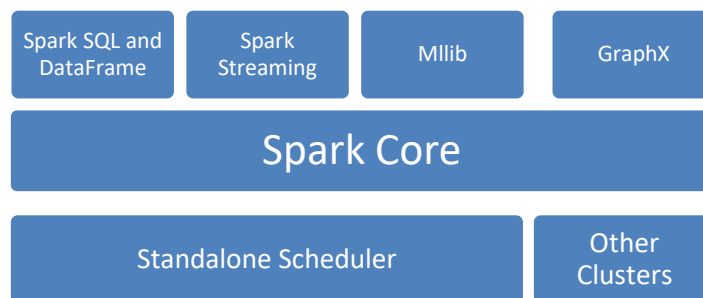 Spark SQL and
DataFrame
Spark
Streaming
Mllib
GraphX
Spark Core
Standalone Scheduler
Other
Clusters